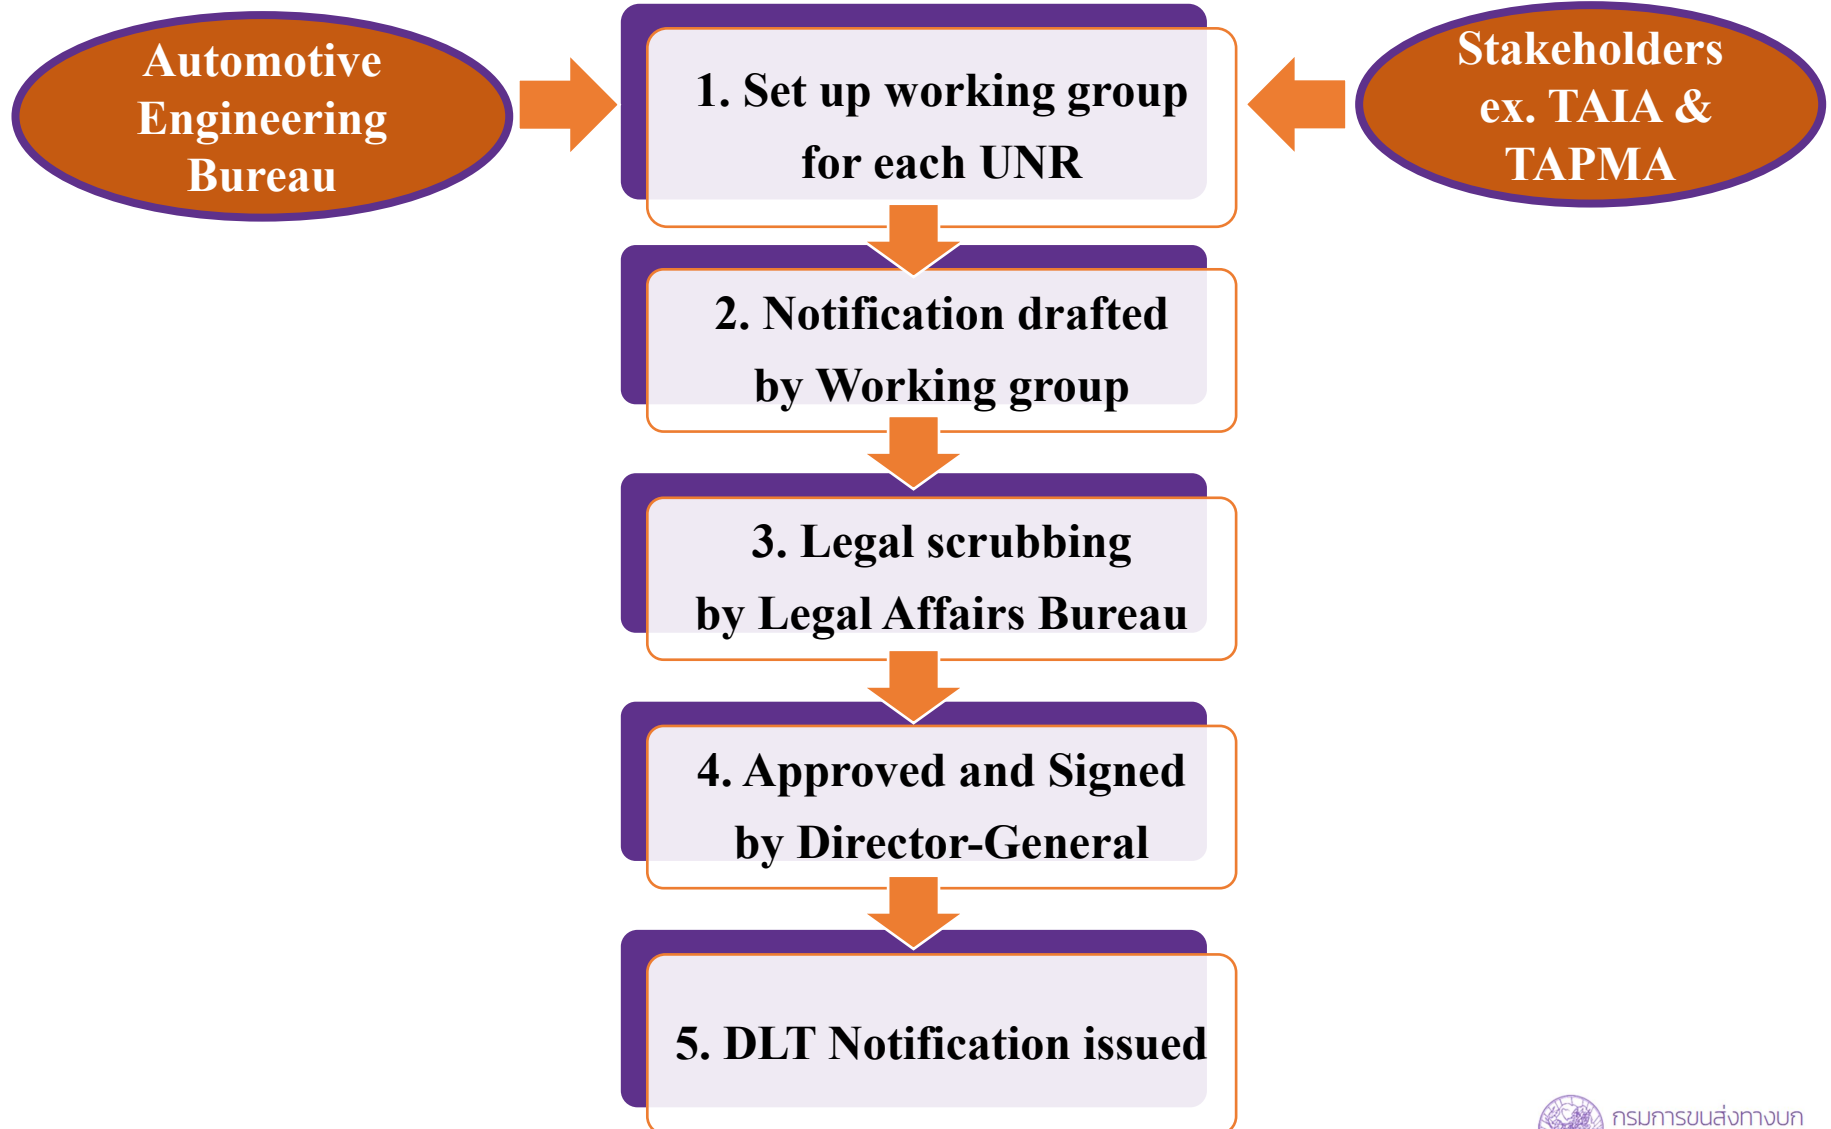 Automotive
Engineering
Bureau
1. Set up working group
for each UNR
Stakeholders
ex. TAIA &
TAPMA
2. Notification drafted
by Working group
3. Legal scrubbing
by Legal Affairs Bureau
4. Approved and Signed
by Director-General
5. DLT Notification issued
กรมการขนส่งทางบก